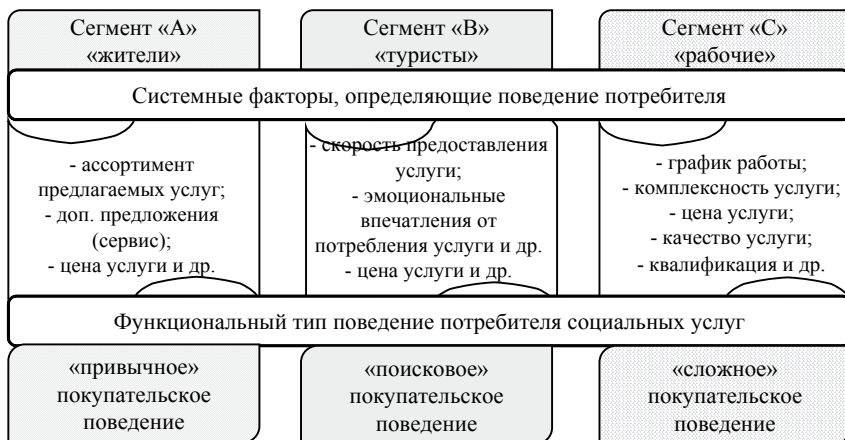 Сегмент «А»
«жители»
Сегмент «В»
«туристы»
Сегмент «С»
«рабочие»
Системные факторы, определяющие поведение потребителя
- ассортимент
предлагаемых услуг;
- доп. предложения
(сервис);
- цена услуги и др.
- скорость предоставления
услуги;
- эмоциональные
впечатления от
потребления услуги и др.
- цена услуги и др.
- график работы;
- комплексность услуги;
- цена услуги;
- качество услуги;
- квалификация и др.
Функциональный тип поведение потребителя социальных услуг
«привычное»
покупательское
поведение
«поисковое»
покупательское
поведение
«сложное»
покупательское
поведение